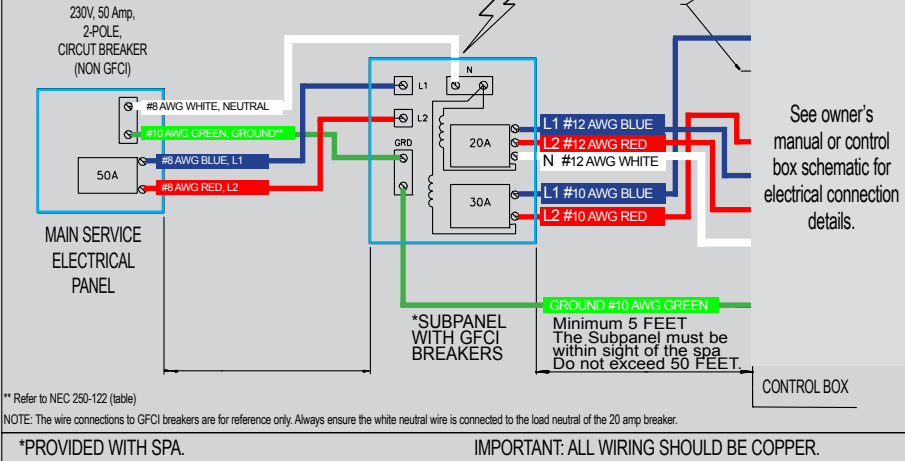 230V, 50 Amp,
2-POLE,
CIRCUT BREAKER
(NON GFCI)
#8 AWG WHITE, NEUTRAL
#10 AWG GREEN, GROUND**
#8 AWG BLUE, L1
#8 AWG RED, L2
50A
MAIN SERVICE
ELECTRICAL
PANEL
N
L1
L2
GRD
20A
30A
L1 #12 AWG BLUE
L2 #12 AWG RED
N #12 AWG WHITE
L1 #10 AWG BLUE
L2 #10 AWG RED
GROUND #10 AWG GREEN
*SUBPANEL
WITH GFCI
BREAKERS
Minimum 5 FEET
The Subpanel must be
within sight of the spa
Do not exceed 50 FEET.
See owner's
manual or control
box schematic for
electrical connection
details.
CONTROL BOX
** Refer to NEC 250-122 (table)
NOTE: The wire connections to GFCI breakers are for reference only. Always ensure the white neutral wire is connected to the load neutral of the 20 amp breaker.
*PROVIDED WITH SPA.
IMPORTANT: ALL WIRING SHOULD BE COPPER.